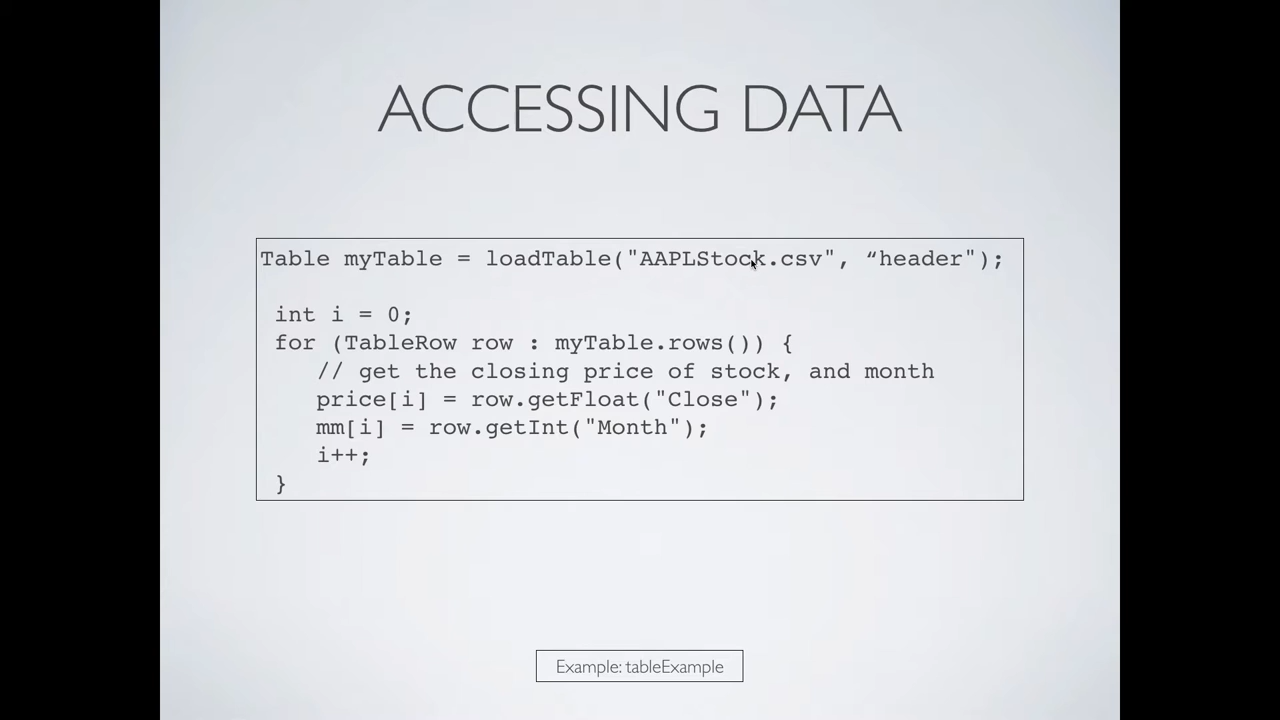 ACCESSING DATA
Table myTable = loadTable("AAPLStock.csv", “header");
int i = 0;
for (TableRow row : myTable.rows()) {
// get the closing price of stock, and month
price[i] = row.getFloat("Close");
mm[i] = row.getInt("Month");
i++;
}
Example: tableExample